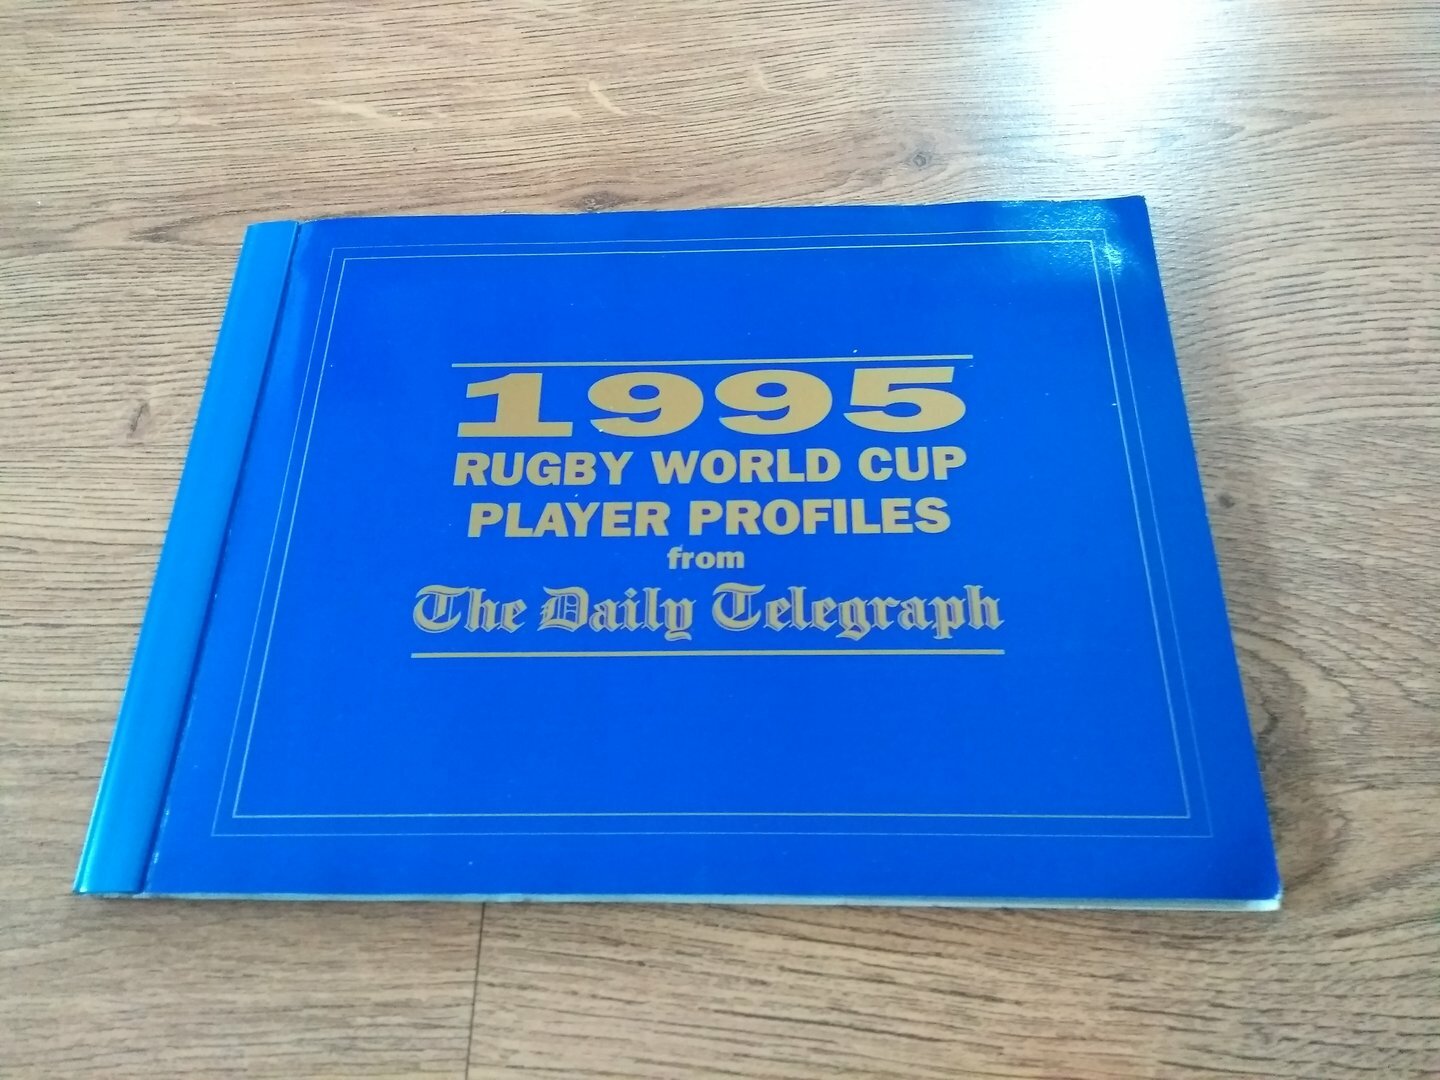 1995
RUGBY WORLD CUP
PLAYER PROFILES
from
The Daily Telegraph